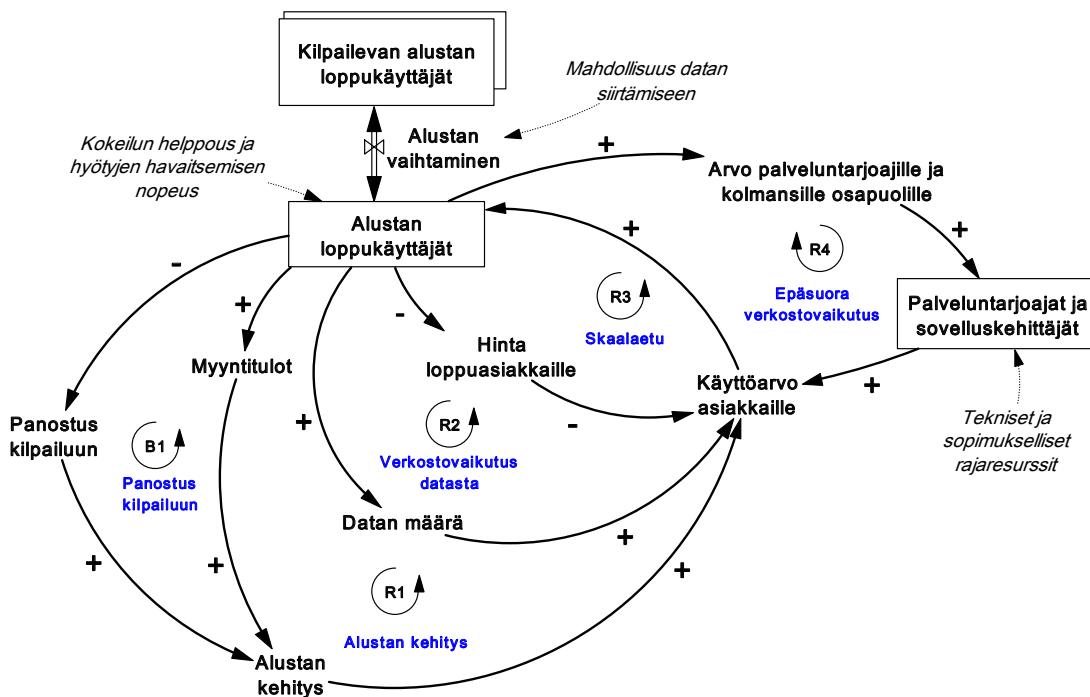 Kilpailevan alustan
loppukäyttäjät
Mahdollisuus datan
siirtämiseen
Kokeilun helppous ja
hyötyjen havaitsemisen
nopeus
Alustan
vaihtaminen
+
Arvo palveluntarjoajille ja
kolmansille osapuolille
Alustan
loppukäyttäjät
+
+
R4
Epäsuora
verkostovaikutus
Palveluntarjoajat ja
sovelluskehittäjät
-
+
-
R3
Skaalaetu
Hinta
loppuasiakkaille
Myyntitulot
Käyttöarvo
asiakkaille
+
Tekniset ja
sopimukselliset
rajaresurssit
Panostus
kilpailuun
B1
Panostus
kilpailuun
+
R2
Verkostovaikutus
datasta
-
Datan määrä
+
+
+
+
R1
Alustan kehitys
Alustan
kehitys